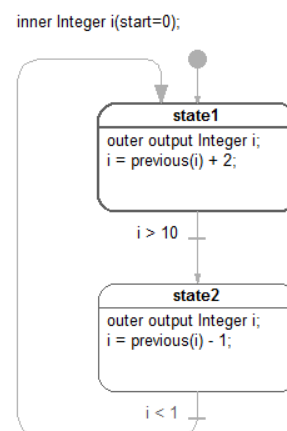 inner Integer i(start=0);
state1
outer output Integer i;
i = previous(i) + 2;
i > 10
state2
outer output Integer i;
i = previous(i) - 1;
i < 1